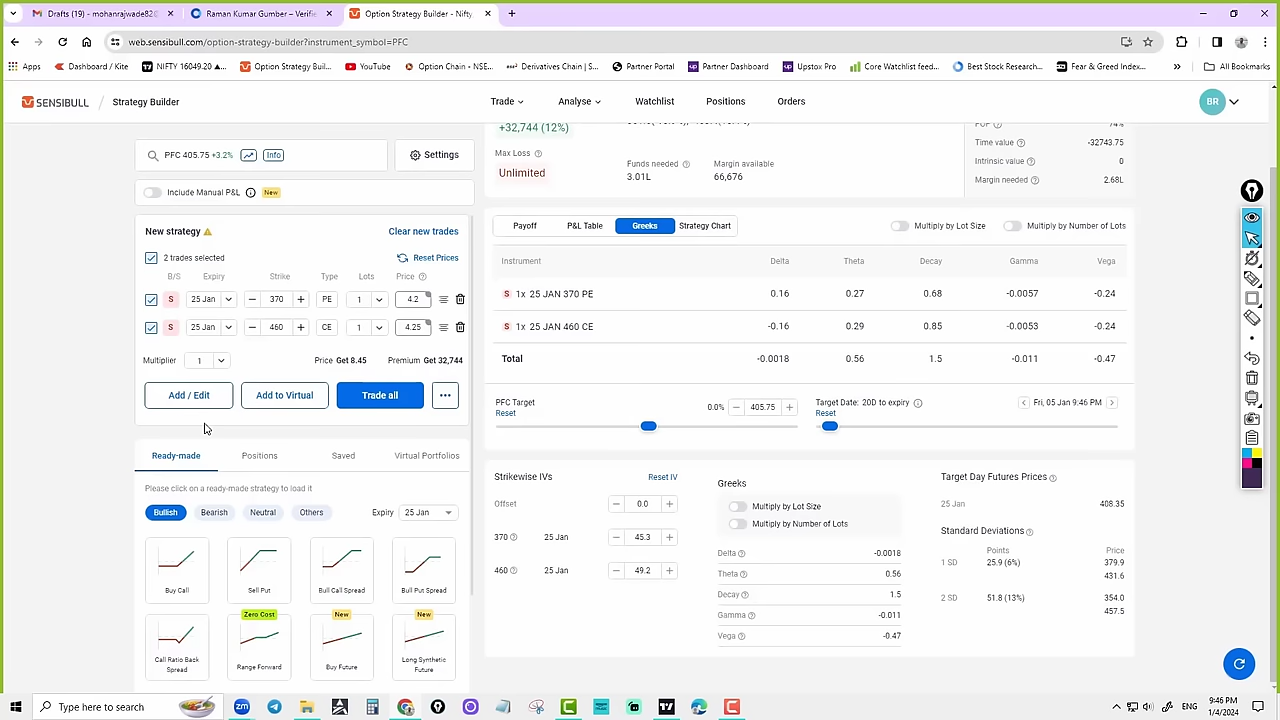 Drafts (19) - mohanrajwade82@
Raman Kumar Gumber – Verifie
Option Strategy Builder - Nifty,
web.sensibull.com/option-strategy-builder?instrument_symbol=PFC
Apps
Dashboard / Kite
NIFTY 16049.20 ▲...
Option Strategy Buil...
YouTube
Option Chain - NSE...
Derivatives Chain | S...
Partner Portal
Partner Dashboard
Upstox Pro
Core Watchlist feed...
Best Stock Research...
Fear & Greed Index...
»
All Bookmarks
SENSIBULL / Strategy Builder
Trade
Analyse
Watchlist
Positions
Orders
BR
PFC 405.75 +3.2% Info
Settings
Include Manual P&L New
New strategy
Clear new trades
2 trades selected
Reset Prices
B/S Expiry Strike Type Lots Price
S 25 Jan − 370 + PE 1 4.2
S 25 Jan − 460 + CE 1 4.25
Multiplier 1 Price Get 8.45 Premium Get 32,744
Add / Edit
Add to Virtual
Trade all
...
Ready-made Positions Saved Virtual Portfolios
Please click on a ready-made strategy to load it
Bullish Bearish Neutral Others Expiry 25 Jan
Buy Call
Sell Put
Bull Call Spread
Bull Put Spread
Zero Cost
New
New
Call Ratio Back Spread
Range Forward
Buy Future
Long Synthetic Future
+32,744 (12%)
Max Loss
Unlimited
Funds needed
3.01L
Margin available
66,676
Time value -32743.75
Intrinsic value 0
Margin needed 2.68L
Payoff P&L Table Greeks Strategy Chart
Multiply by Lot Size
Multiply by Number of Lots
Instrument Delta Theta Decay Gamma Vega
S 1x 25 JAN 370 PE 0.16 0.27 0.68 -0.0057 -0.24
S 1x 25 JAN 460 CE -0.16 0.29 0.85 -0.0053 -0.24
Total -0.0018 0.56 1.5 -0.011 -0.47
PFC Target
Reset
0.0% − 405.75 +
Target Date: 20D to expiry
Reset
Fri, 05 Jan 9:46 PM
Strikewise IVs Reset IV
Offset − 0.0 +
370 25 Jan − 45.3 +
460 25 Jan − 49.2 +
Greeks
Multiply by Lot Size
Multiply by Number of Lots
Delta -0.0018
Theta 0.56
Decay 1.5
Gamma -0.011
Vega -0.47
Target Day Futures Prices
25 Jan 408.35
Standard Deviations
Points Price
1 SD 25.9 (6%) 379.9
431.6
2 SD 51.8 (13%) 354.0
457.5
Type here to search
zm
ENG
9:46 PM
1/4/2024